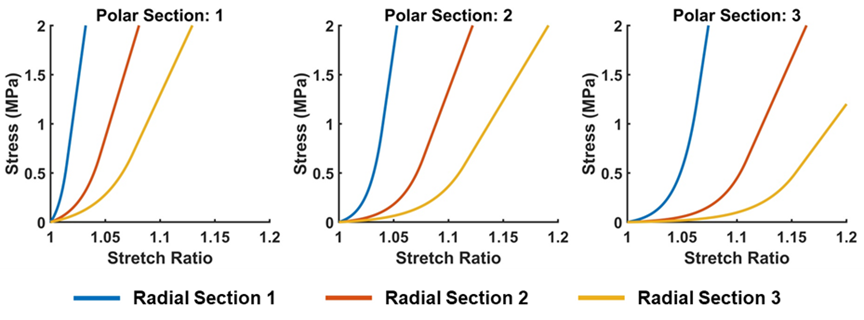 Polar Section: 1
2
1.5
1
0.5
0
Stress (MPa)
1 1.05 1.1 1.15 1.2
Stretch Ratio
Polar Section: 2
2
1.5
1
0.5
0
Stress (MPa)
1 1.05 1.1 1.15 1.2
Stretch Ratio
Polar Section: 3
2
1.5
1
0.5
0
Stress (MPa)
1 1.05 1.1 1.15 1.2
Stretch Ratio
Radial Section 1 Radial Section 2 Radial Section 3